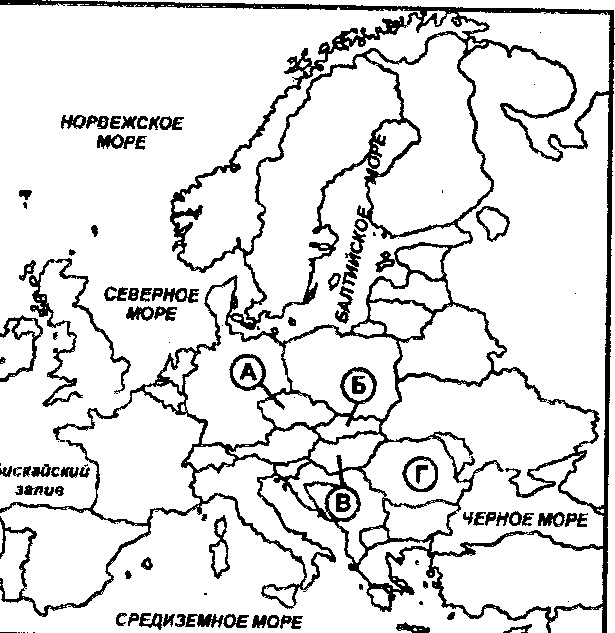 НОРВЕЖСКОЕ
МОРЕ
БАЛТИЙСКОЕ МОРЕ
СЕВЕРНОЕ
МОРЕ
А
Б
бискайский
залив
В
Г
ЧЕРНОЕ МОРЕ
СРЕДИЗЕМНОЕ МОРЕ